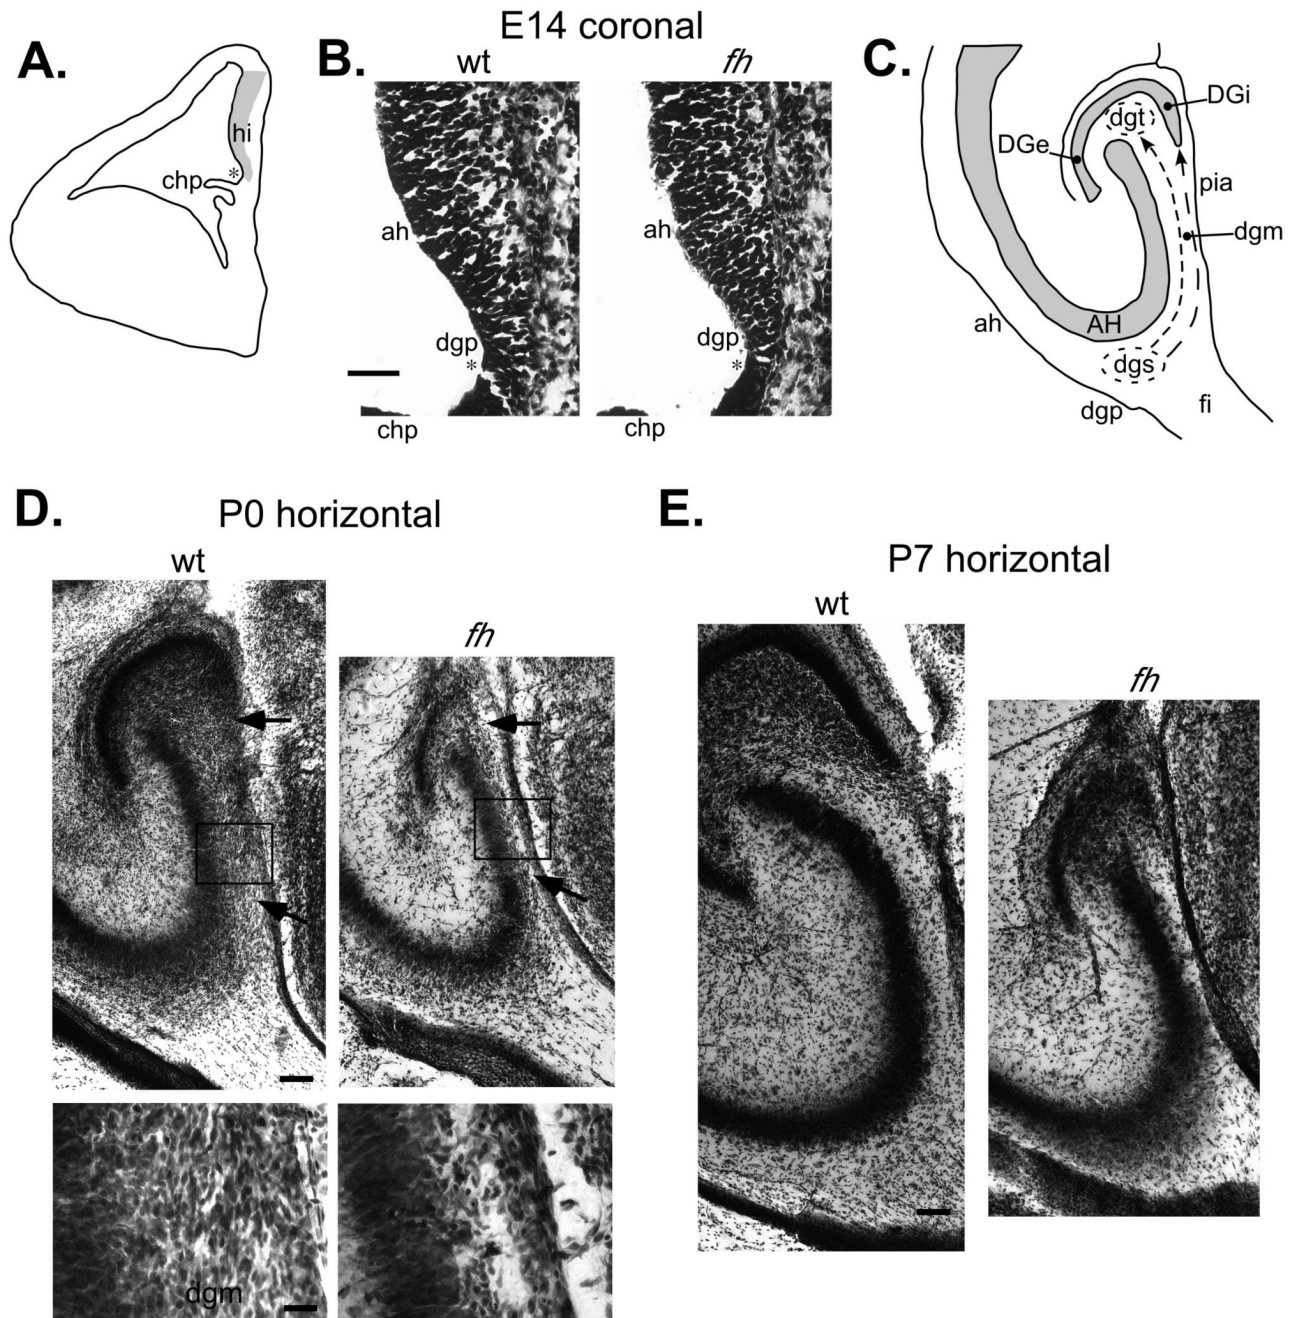 E14 coronal
A.
B.
wt
fh
C.
hi
*
chp
ah
dgp
*
chp
ah
dgp
*
chp
dgt
DGi
DGe
pia
dgm
ah
AH
dgs
dgp
fi
D.
P0 horizontal
wt
fh
dgm
E.
P7 horizontal
wt
fh